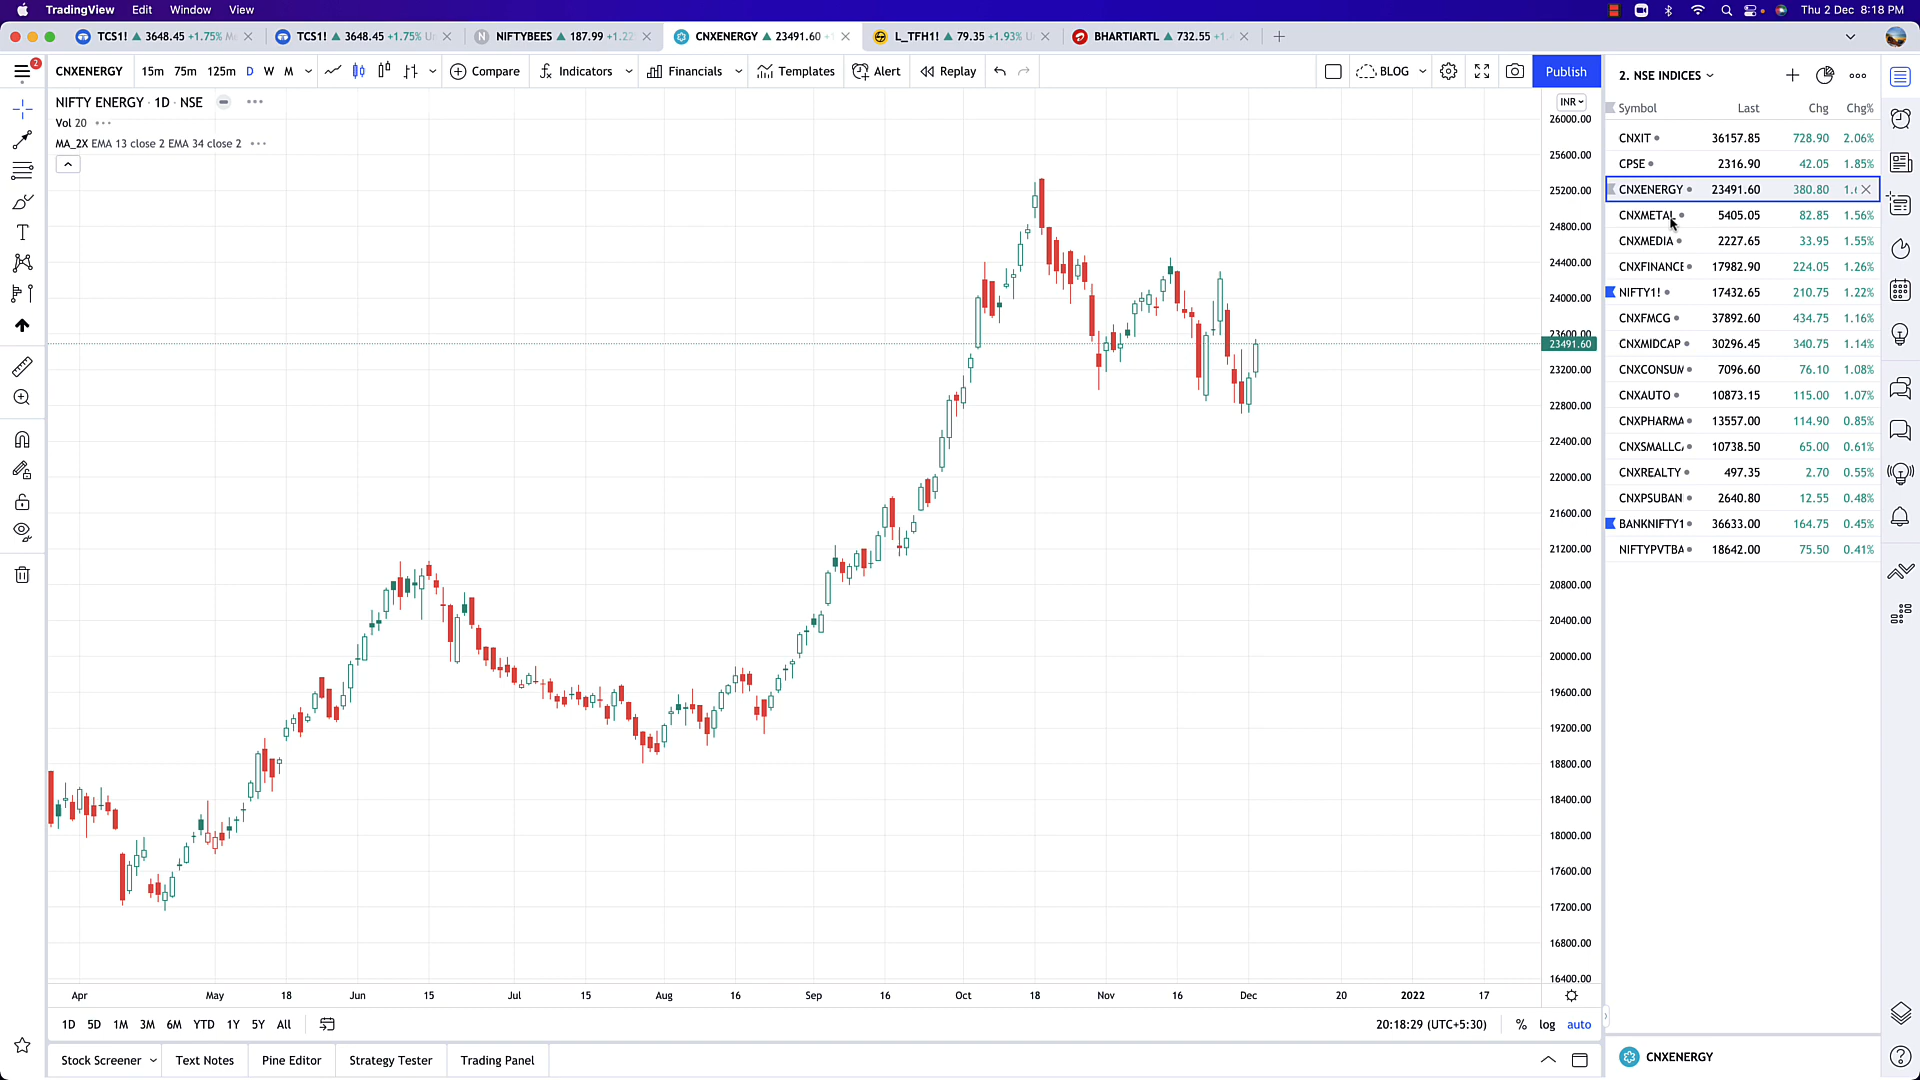 TradingView Edit Window View Thu 2 Dec 8:18 PM
TCS1! ▲ 3648.45 +1.75% TCS1! ▲ 3648.45 +1.75% NIFTYBEES ▲ 187.99 CNXENERGY ▲ 23491.60 L_TFH1! ▲ 79.35 +1.93% BHARTIARTL ▲ 732.55
2 CNXENERGY 15m 75m 125m D W M Compare Indicators Financials Templates Alert Replay BLOG Publish
2. NSE INDICES
NIFTY ENERGY · 1D · NSE
Vol 20
MA_2X EMA 13 close 2 EMA 34 close 2
INR
26000.00
25600.00
25200.00
24800.00
24400.00
24000.00
23600.00
23491.60
23200.00
22800.00
22400.00
22000.00
21600.00
21200.00
20800.00
20400.00
20000.00
19600.00
19200.00
18800.00
18400.00
18000.00
17600.00
17200.00
16800.00
16400.00
Apr May 18 Jun 15 Jul 15 Aug 16 Sep 16 Oct 18 Nov 16 Dec 20 2022 17
1D 5D 1M 3M 6M YTD 1Y 5Y All 20:18:29 (UTC+5:30) % log auto
Stock Screener Text Notes Pine Editor Strategy Tester Trading Panel
Symbol Last Chg Chg%
CNXIT 36157.85 728.90 2.06%
CPSE 2316.90 42.05 1.85%
CNXENERGY 23491.60 380.80
CNXMETAL 5405.05 82.85 1.56%
CNXMEDIA 2227.65 33.95 1.55%
CNXFINANCE 17982.90 224.05 1.26%
NIFTY1! 17432.65 210.75 1.22%
CNXFMCG 37892.60 434.75 1.16%
CNXMIDCAP 30296.45 340.75 1.14%
CNXCONSUM 7096.60 76.10 1.08%
CNXAUTO 10873.15 115.00 1.07%
CNXPHARMA 13557.00 114.90 0.85%
CNXSMALLC 10738.50 65.00 0.61%
CNXREALTY 497.35 2.70 0.55%
CNXPSUBAN 2640.80 12.55 0.48%
BANKNIFTY1 36633.00 164.75 0.45%
NIFTYPVTBA 18642.00 75.50 0.41%
CNXENERGY